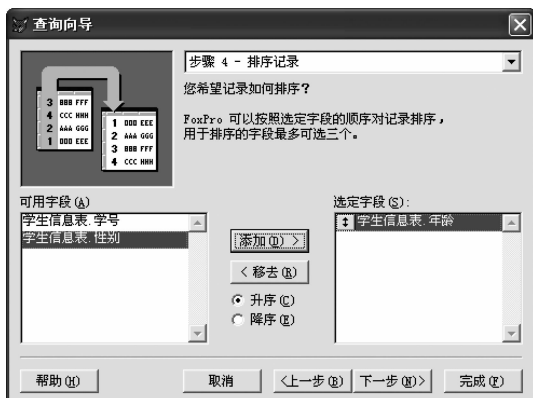 查询向导
步骤 4 - 排序记录
您希望记录如何排序？
FoxPro 可以按照选定字段的顺序对记录排序，
用于排序的字段最多可选三个。
3 BBB FFF
4 CCC HHH
2 AAA GGG
1 DDD EEE
1 DDD EEE
2 AAA GGG
3 BBB FFF
4 CCC HHH
可用字段(A)
学生信息表.学号
学生信息表.性别
添加(D) >
< 移去(R)
升序(C)
降序(E)
选定字段(S):
学生信息表.年龄
帮助(H)
取消
<上一步(B)
下一步(N)>
完成(F)